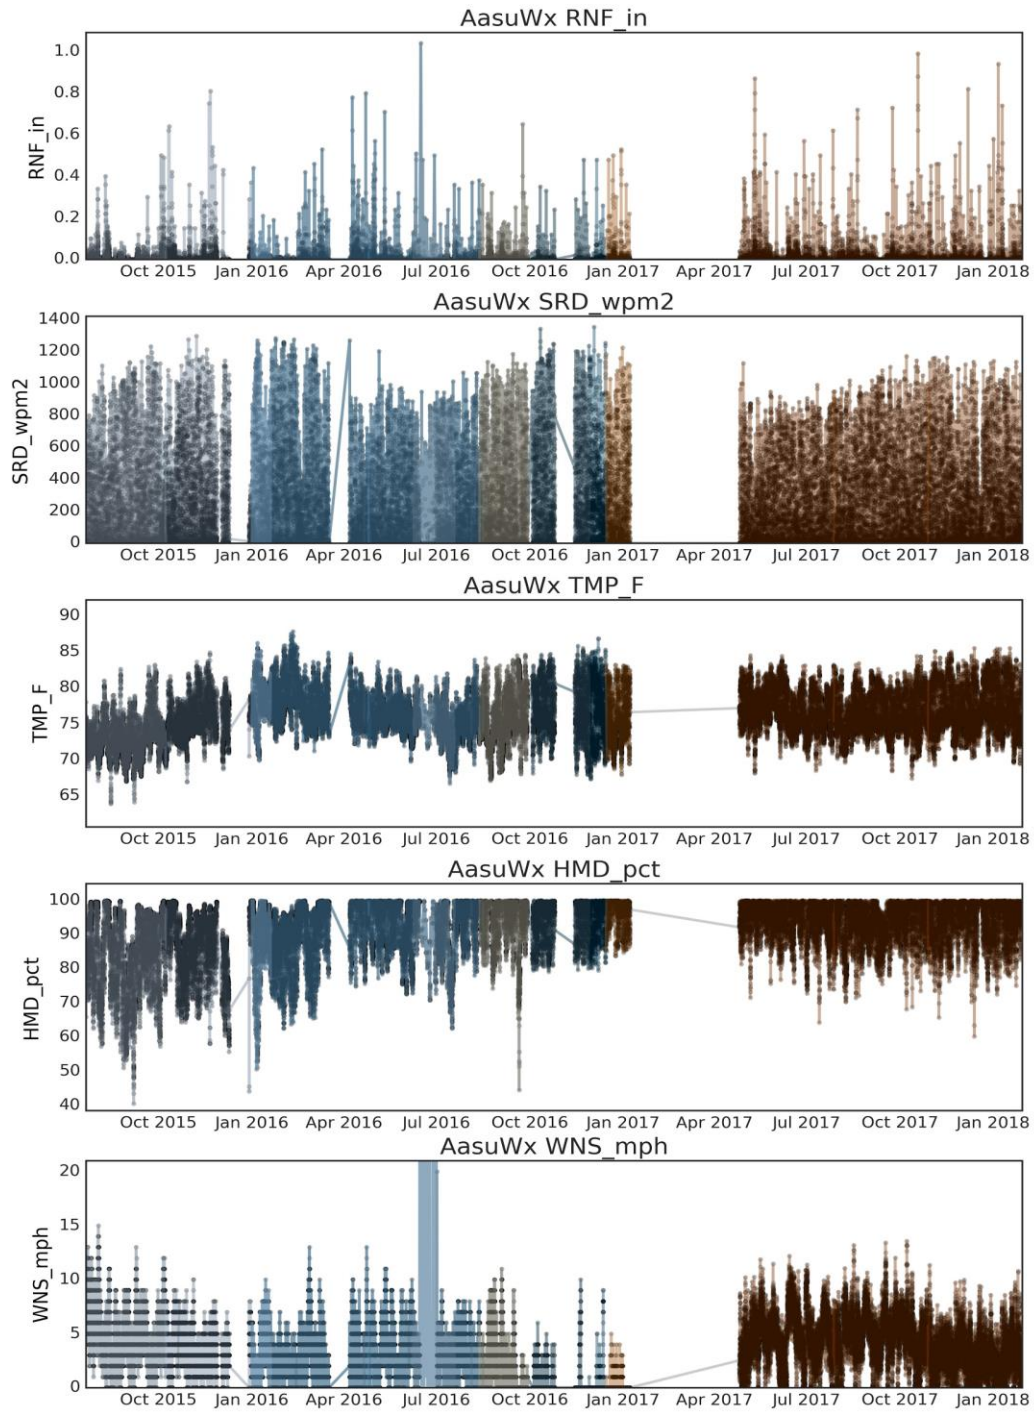 AasuWx RNF_in
RNF_in
1.0
0.8
0.6
0.4
0.2
0.0
Oct 2015 Jan 2016 Apr 2016 Jul 2016 Oct 2016 Jan 2017 Apr 2017 Jul 2017 Oct 2017 Jan 2018
AasuWx SRD_wpm2
SRD_wpm2
1400
1200
1000
800
600
400
200
0
Oct 2015 Jan 2016 Apr 2016 Jul 2016 Oct 2016 Jan 2017 Apr 2017 Jul 2017 Oct 2017 Jan 2018
AasuWx TMP_F
TMP_F
90
85
80
75
70
65
Oct 2015 Jan 2016 Apr 2016 Jul 2016 Oct 2016 Jan 2017 Apr 2017 Jul 2017 Oct 2017 Jan 2018
AasuWx HMD_pct
HMD_pct
100
90
80
70
60
50
40
Oct 2015 Jan 2016 Apr 2016 Jul 2016 Oct 2016 Jan 2017 Apr 2017 Jul 2017 Oct 2017 Jan 2018
AasuWx WNS_mph
WNS_mph
20
15
10
5
0
Oct 2015 Jan 2016 Apr 2016 Jul 2016 Oct 2016 Jan 2017 Apr 2017 Jul 2017 Oct 2017 Jan 2018